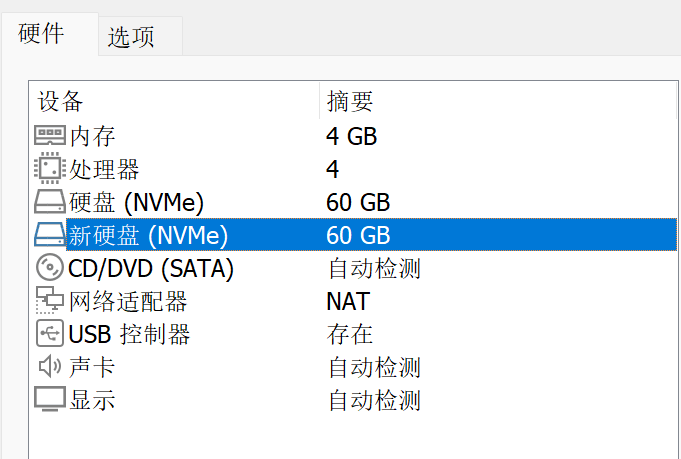 硬件 选项
设备 摘要
内存 4 GB
处理器 4
硬盘 (NVMe) 60 GB
新硬盘 (NVMe) 60 GB
CD/DVD (SATA) 自动检测
网络适配器 NAT
USB 控制器 存在
声卡 自动检测
显示 自动检测